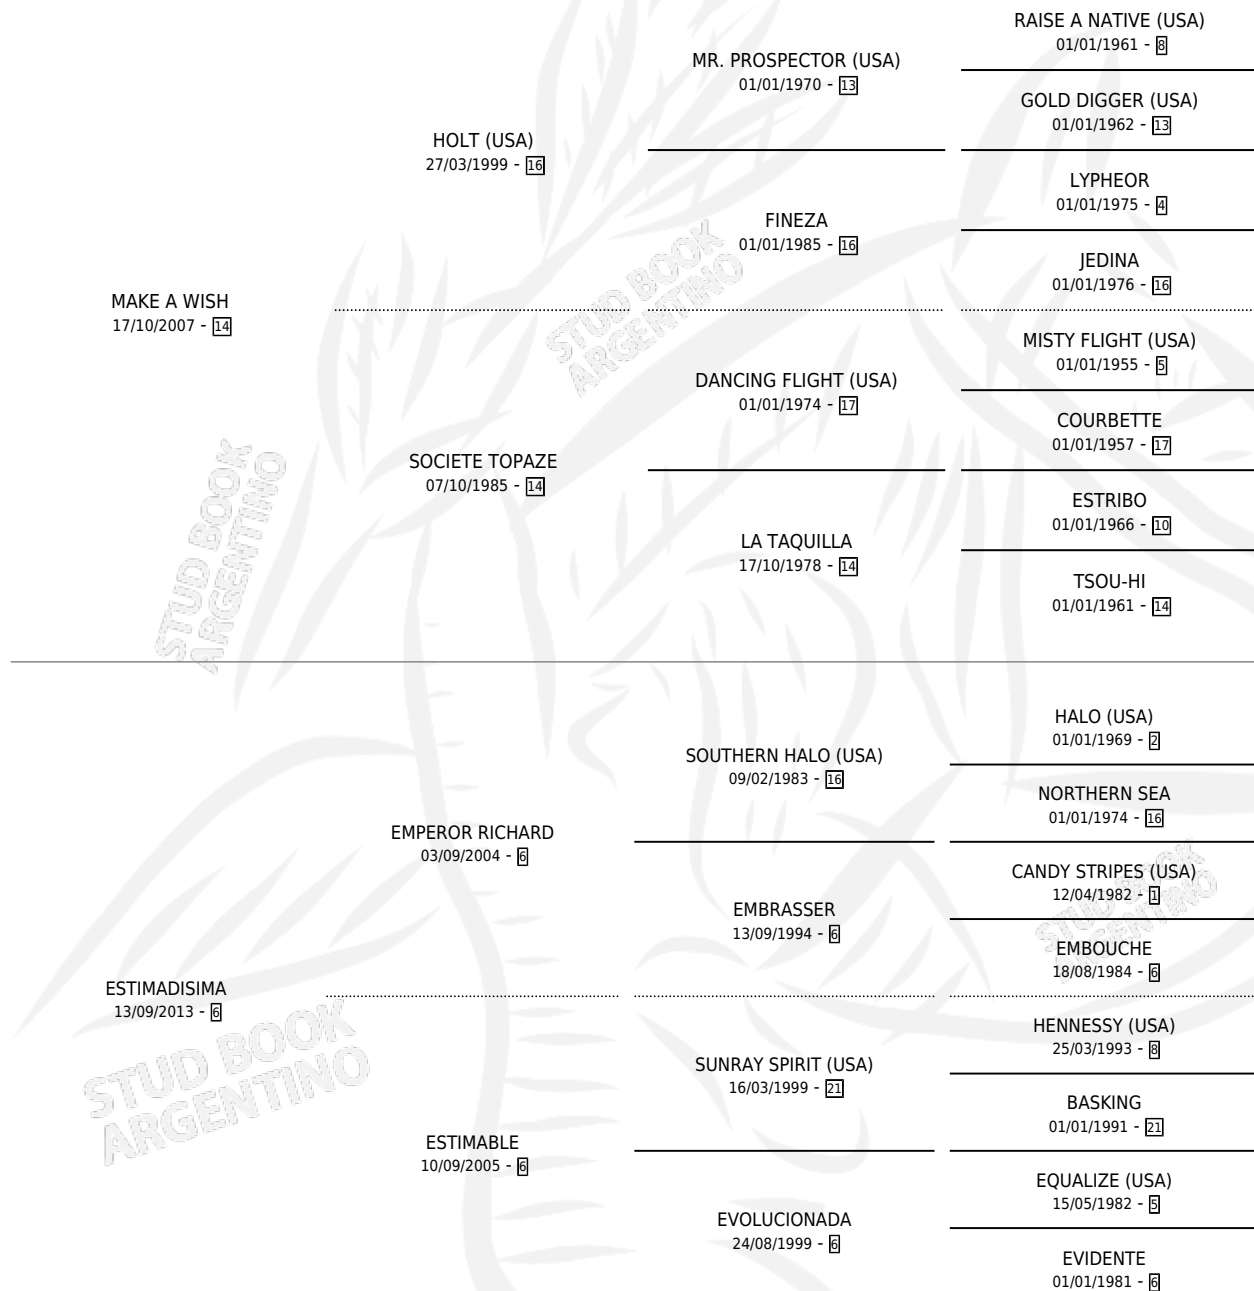 RAISE A NATIVE (USA)
01/01/1961 - 8
MR. PROSPECTOR (USA)
01/01/1970 - 13
GOLD DIGGER (USA)
01/01/1962 - 13
HOLT (USA)
27/03/1999 - 16
LYPHEOR
01/01/1975 - 4
FINEZA
01/01/1985 - 16
JEDINA
01/01/1976 - 16
MAKE A WISH
17/10/2007 - 14
MISTY FLIGHT (USA)
01/01/1955 - 5
DANCING FLIGHT (USA)
01/01/1974 - 17
COURBETTE
01/01/1957 - 17
SOCIETE TOPAZE
07/10/1985 - 14
ESTRIBO
01/01/1966 - 10
LA TAQUILLA
17/10/1978 - 14
TSOU-HI
01/01/1961 - 14
HALO (USA)
01/01/1969 - 2
SOUTHERN HALO (USA)
09/02/1983 - 16
NORTHERN SEA
01/01/1974 - 16
EMPEROR RICHARD
03/09/2004 - 6
CANDY STRIPES (USA)
12/04/1982 - 1
EMBRASSER
13/09/1994 - 6
EMBOUCHE
18/08/1984 - 6
ESTIMADISIMA
13/09/2013 - 6
HENNESSY (USA)
25/03/1993 - 8
SUNRAY SPIRIT (USA)
16/03/1999 - 21
BASKING
01/01/1991 - 21
ESTIMABLE
10/09/2005 - 6
EQUALIZE (USA)
15/05/1982 - 5
EVOLUCIONADA
24/08/1999 - 6
EVIDENTE
01/01/1981 - 6
STUD BOOK
ARGENTINO
STUD BOOK
ARGENTINO
STUD BOOK
ARGENTINO
STUD BOOK
ARGENTINO